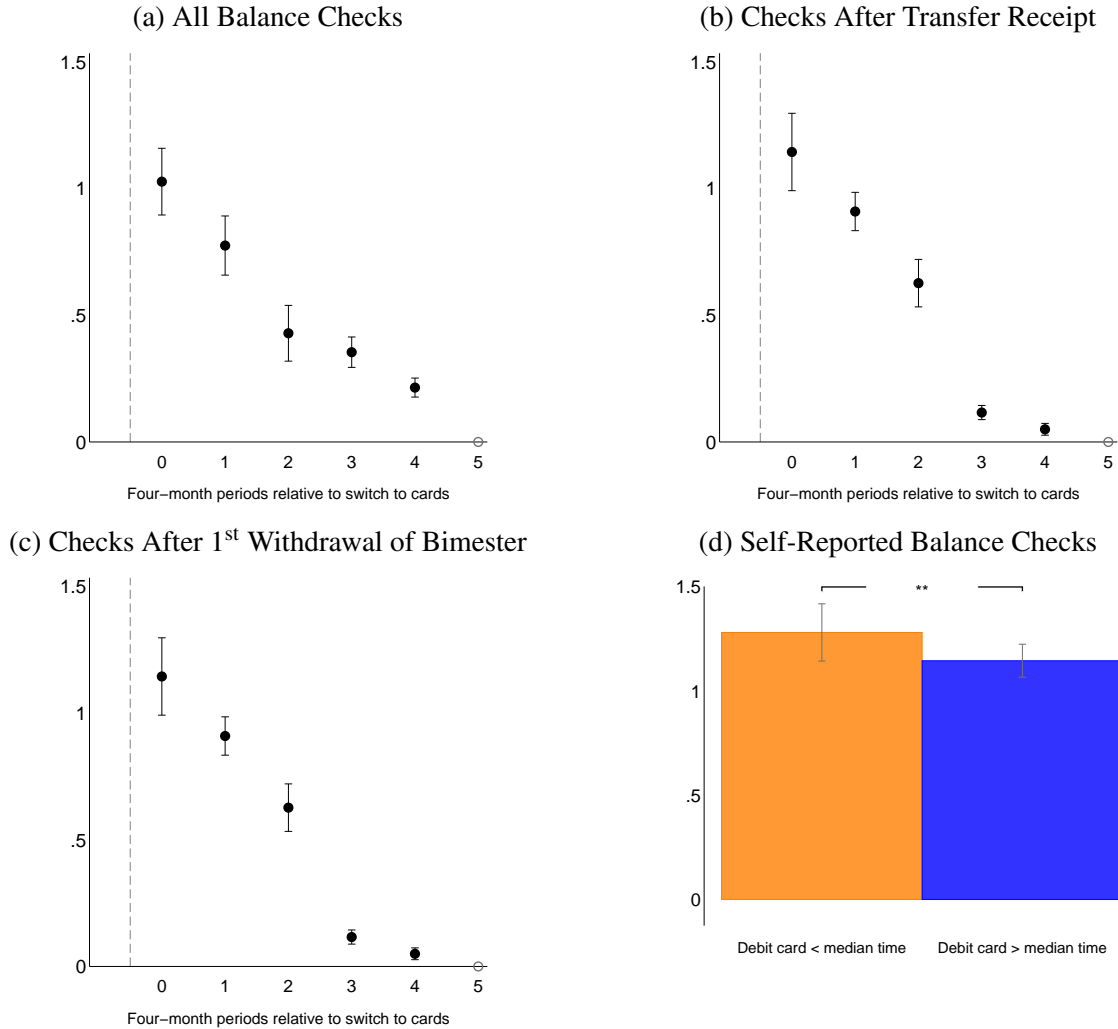 (a) All Balance Checks
1.5
1
.5
0
0 1 2 3 4 5
Four−month periods relative to switch to cards
(b) Checks After Transfer Receipt
1.5
1
.5
0
0 1 2 3 4 5
Four−month periods relative to switch to cards
(c) Checks After 1st Withdrawal of Bimester
1.5
1
.5
0
0 1 2 3 4 5
Four−month periods relative to switch to cards
(d) Self-Reported Balance Checks
1.5
**
1
.5
0
Debit card < median time Debit card > median time